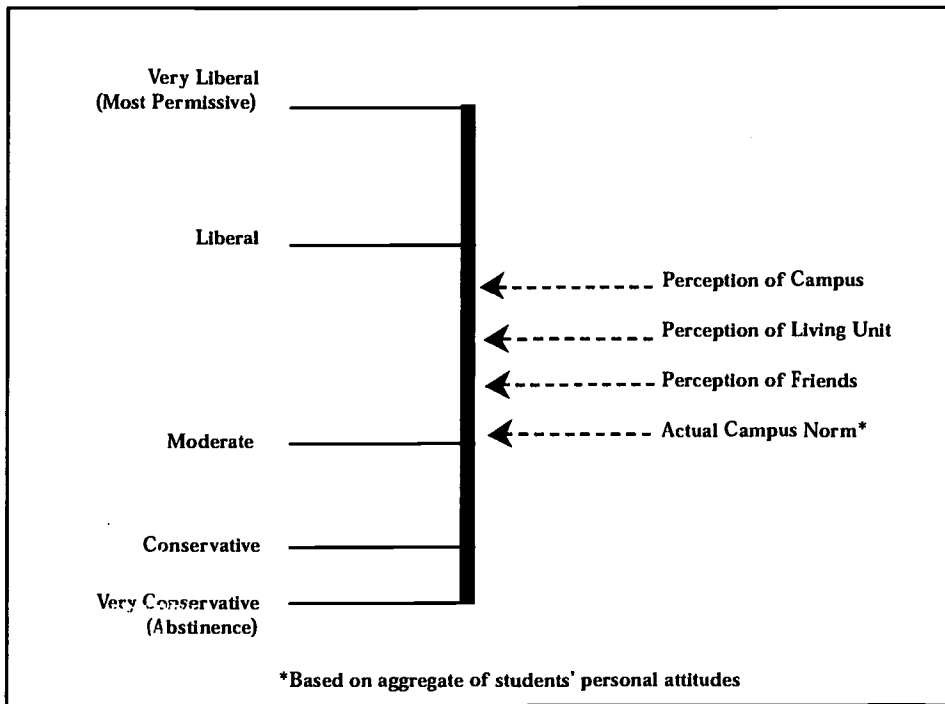 Very Liberal
(Most Permissive)
Liberal
Perception of Campus
Perception of Living Unit
Perception of Friends
Actual Campus Norm*
Moderate
Conservative
Very Conservative
(Abstinence)
*Based on aggregate of students' personal attitudes